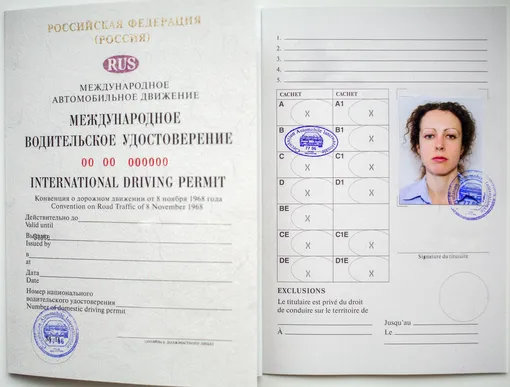 РОССИЙСКАЯ ФЕДЕРАЦИЯ
(РОССИЯ)
RUS
МЕЖДУНАРОДНОЕ
АВТОМОБИЛЬНОЕ ДВИЖЕНИЕ
МЕЖДУНАРОДНОЕ
ВОДИТЕЛЬСКОЕ УДОСТОВЕРЕНИЕ
00 00 000000
INTERNATIONAL DRIVING PERMIT
Конвенция о дорожном движении от 8 ноября 1968 года
Convention on Road Traffic of 8 November 1968
Действительно до
Valid until
Issued by
в
at
Дата
Date
Номер национального
водительского удостоверения
Number of domestic driving permit
1.
2.
3.
4.
5.
CACHET CACHET
A X A1 X
B B1 X
C X C1 X
D X D1 X
BE X
CE X C1E X
DE X D1E X
Signature du titulaire
EXCLUSIONS
Le titulaire est privé du droit
de conduire sur le territoire de
Jusqu'au
À Le